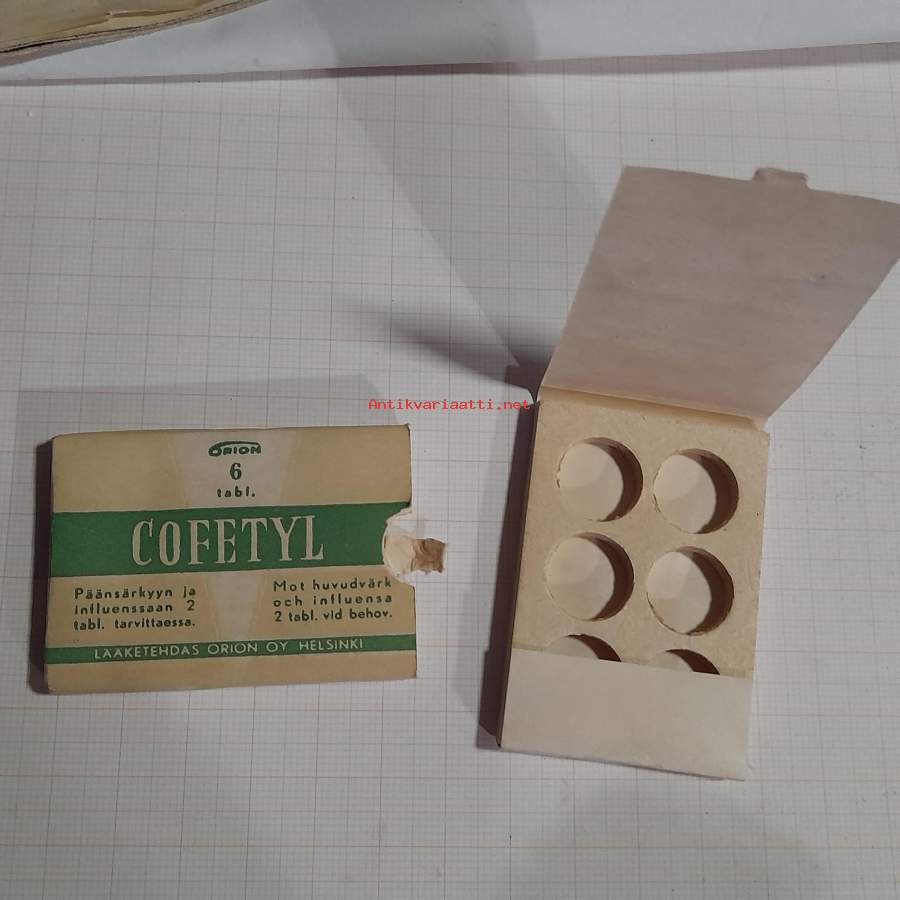 Antikvariaatti.net
ORION
6
tabl.
COFETYL
Päänsärkyyn ja
influenssaan 2
tabl. tarvittaessa.
Mot huvudvärk
och influensa
2 tabl. vid behov.
LÄÄKETEHDAS ORION OY HELSINKI